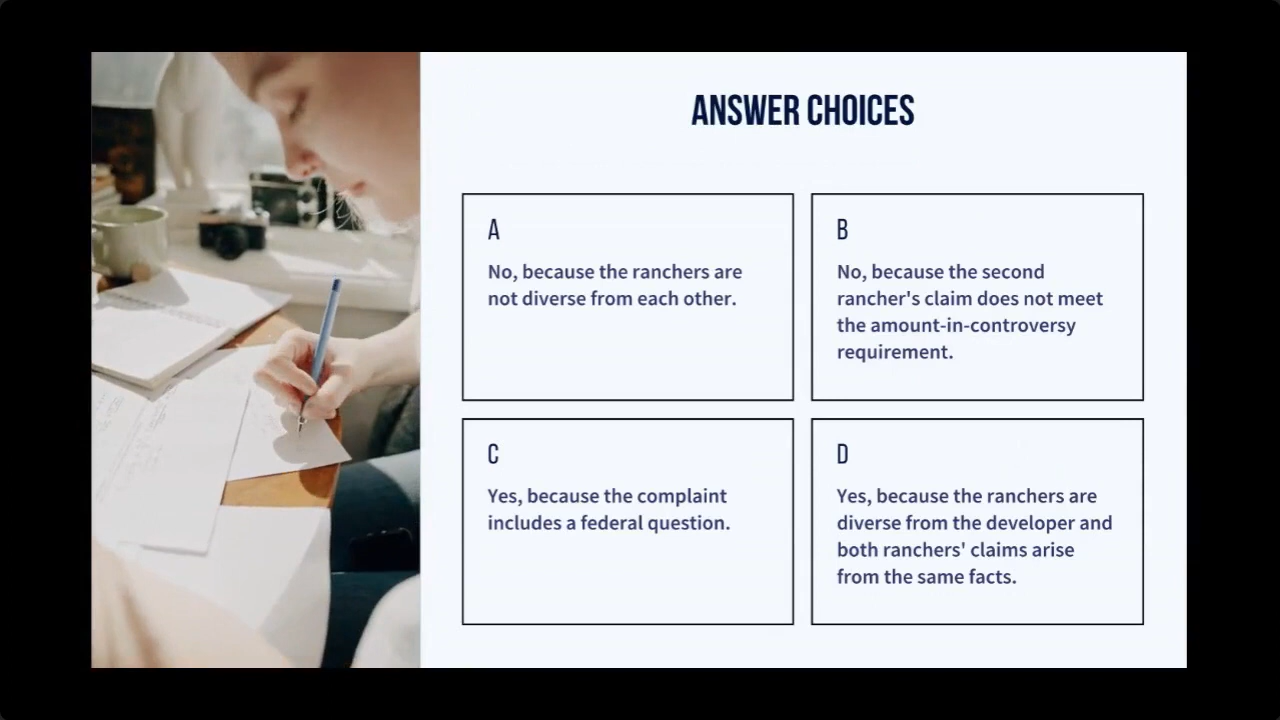 ANSWER CHOICES
A
No, because the ranchers are
not diverse from each other.
B
No, because the second
rancher's claim does not meet
the amount-in-controversy
requirement.
C
Yes, because the complaint
includes a federal question.
D
Yes, because the ranchers are
diverse from the developer and
both ranchers' claims arise
from the same facts.